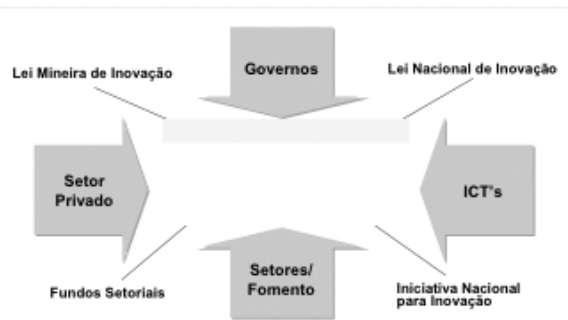 Lei Mineira de Inovação
Governos
Lei Nacional de Inovação
Setor
Privado
ICT's
Fundos Setoriais
Setores/
Fomento
Iniciativa Nacional
para Inovação